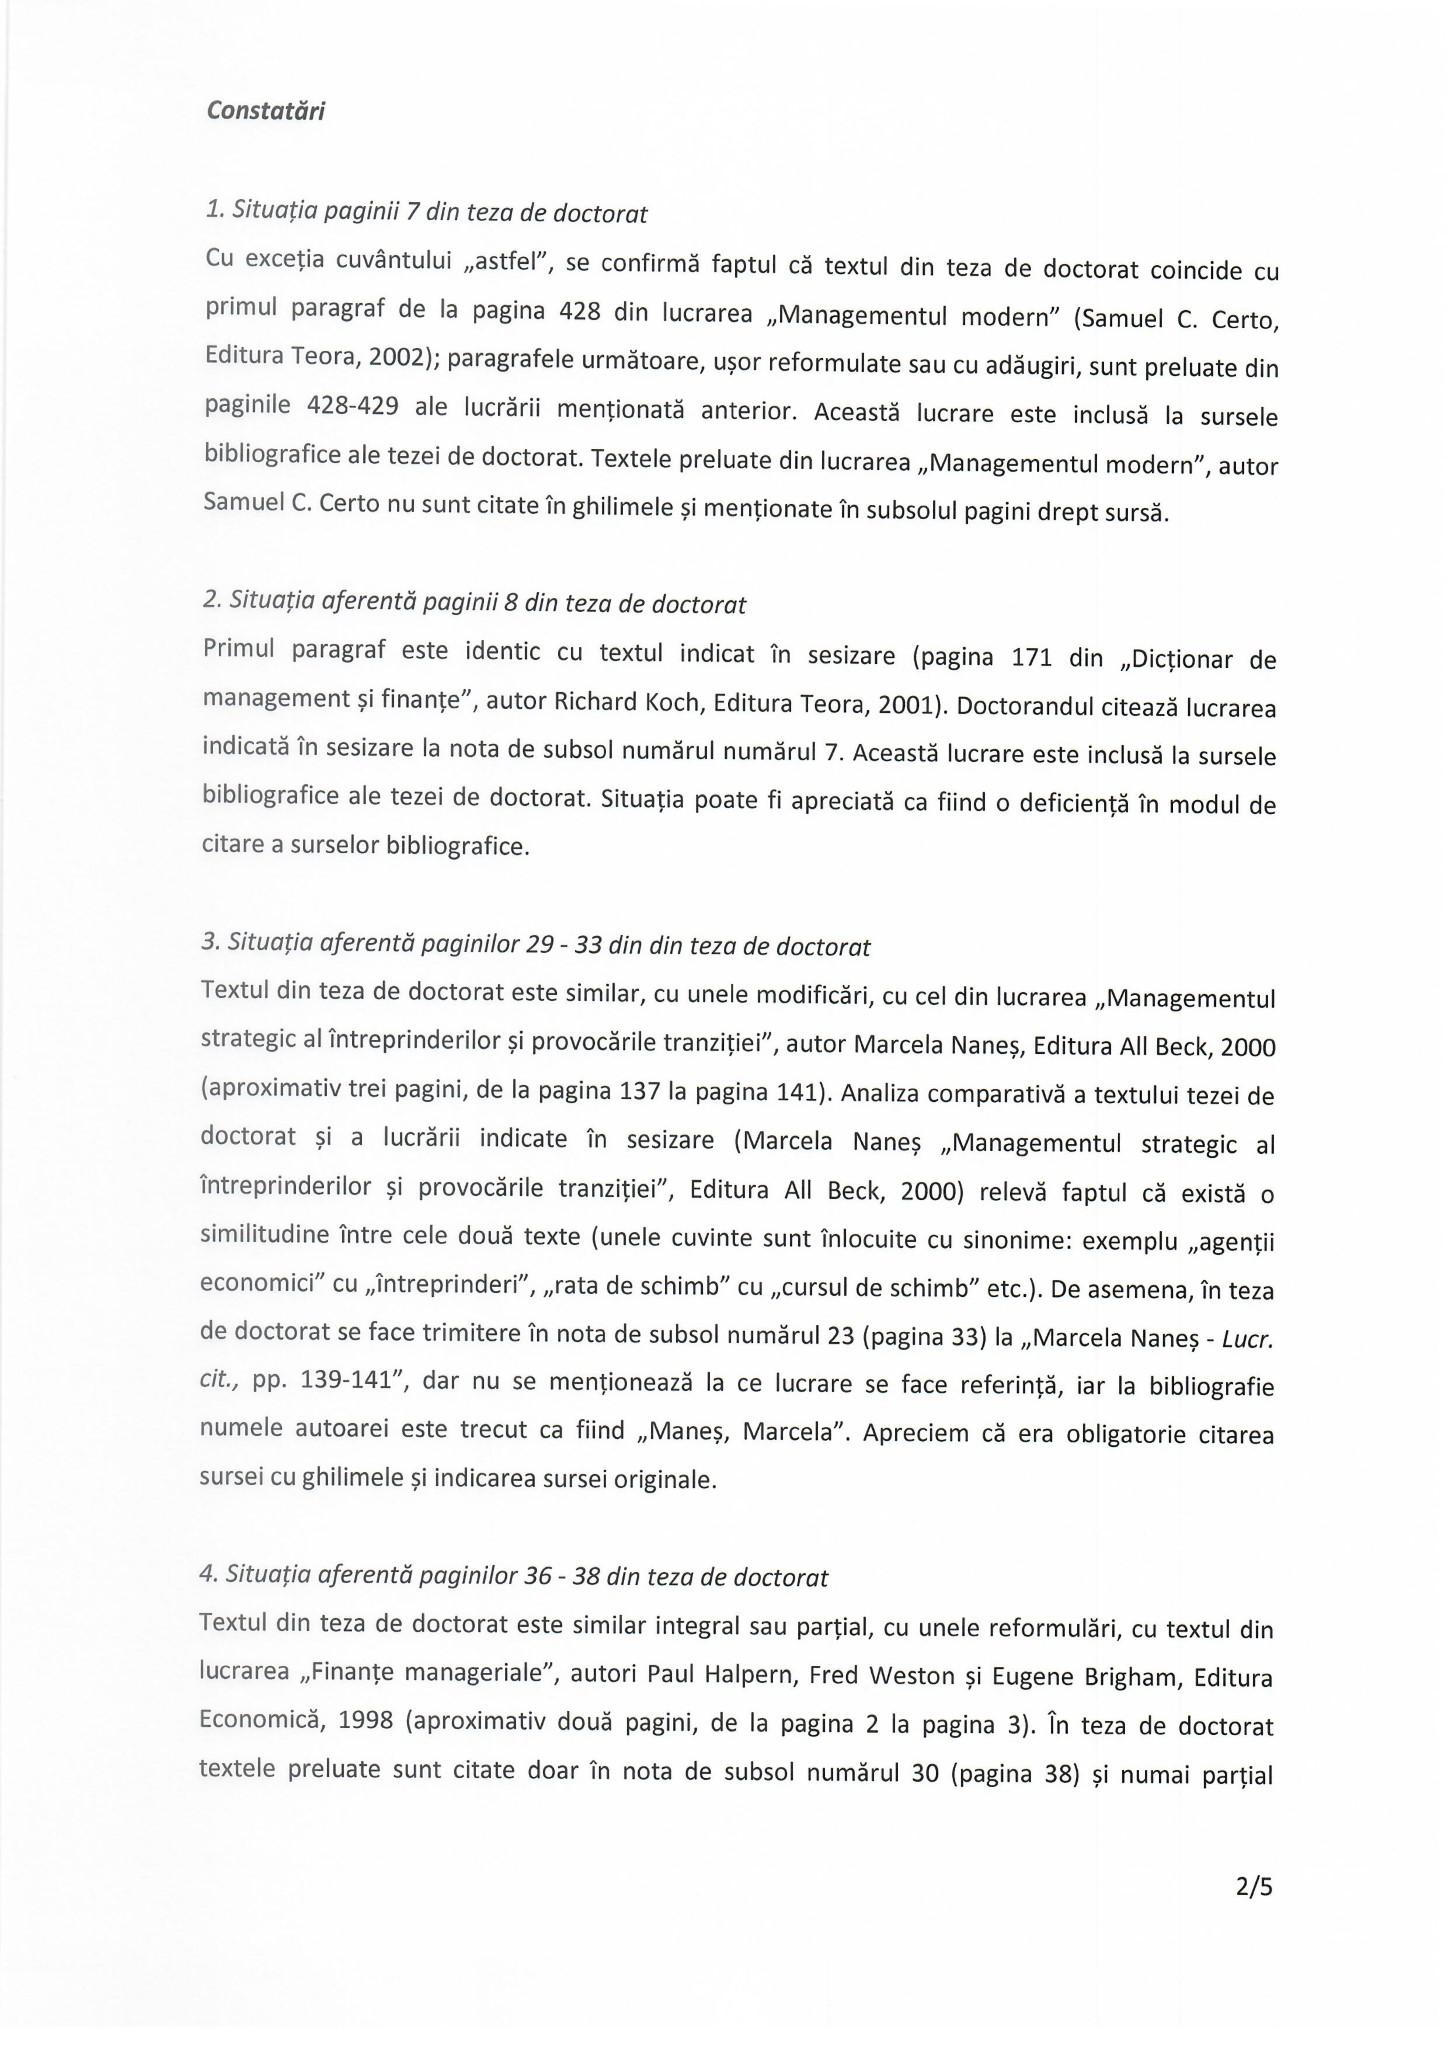 Constatări
1. Situația paginii 7 din teza de doctorat
Cu exceția cuvântului „astfel”, se confirmă faptul că textul din teza de doctorat coincide cu
primul paragraf de la pagina 428 din lucrarea „Managementul modern” (Samuel C. Certo,
Editura Teora, 2002); paragrafele următoare, ușor reformulate sau cu adăugiri, sunt preluate din
paginile 428-429 ale lucrării menționată anterior. Această lucrare este inclusă la sursele
bibliografice ale tezei de doctorat. Textele preluate din lucrarea „Managementul modern”, autor
Samuel C. Certo nu sunt citate în ghilimele și menționate în subsolul pagini drept sursă.
2. Situația aferentă paginii 8 din teza de doctorat
Primul paragraf este identic cu textul indicat în sesizare (pagina 171 din „Dicționar de
management și finanțe”, autor Richard Koch, Editura Teora, 2001). Doctorandul citează lucrarea
indicată în sesizare la nota de subsol numărul numărul 7. Această lucrare este inclusă la sursele
bibliografice ale tezei de doctorat. Situația poate fi apreciată ca fiind o deficiență în modul de
citare a surselor bibliografice.
3. Situația aferentă paginilor 29 - 33 din din teza de doctorat
Textul din teza de doctorat este similar, cu unele modificări, cu cel din lucrarea „Managementul
strategic al întreprinderilor și provocările tranziției”, autor Marcela Naneș, Editura All Beck, 2000
(aproximativ trei pagini, de la pagina 137 la pagina 141). Analiza comparativă a textului tezei de
doctorat și a lucrării indicate în sesizare (Marcela Naneș „Managementul strategic al
întreprinderilor și provocările tranziției”, Editura All Beck, 2000) relevă faptul că există o
similitudine între cele două texte (unele cuvinte sunt înlocuite cu sinonime: exemplu „agenții
economici” cu „întreprinderi”, „rata de schimb” cu „cursul de schimb” etc.). De asemena, în teza
de doctorat se face trimitere în nota de subsol numărul 23 (pagina 33) la „Marcela Naneș - Lucr.
cit., pp. 139-141”, dar nu se menționează la ce lucrare se face referință, iar la bibliografie
numele autoarei este trecut ca fiind „Maneș, Marcela”. Apreciem că era obligatorie citarea
sursei cu ghilimele și indicarea sursei originale.
4. Situația aferentă paginilor 36 - 38 din teza de doctorat
Textul din teza de doctorat este similar integral sau parțial, cu unele reformulări, cu textul din
lucrarea „Finanțe manageriale”, autori Paul Halpern, Fred Weston și Eugene Brigham, Editura
Economică, 1998 (aproximativ două pagini, de la pagina 2 la pagina 3). În teza de doctorat
textele preluate sunt citate doar în nota de subsol numărul 30 (pagina 38) și numai parțial
2/5